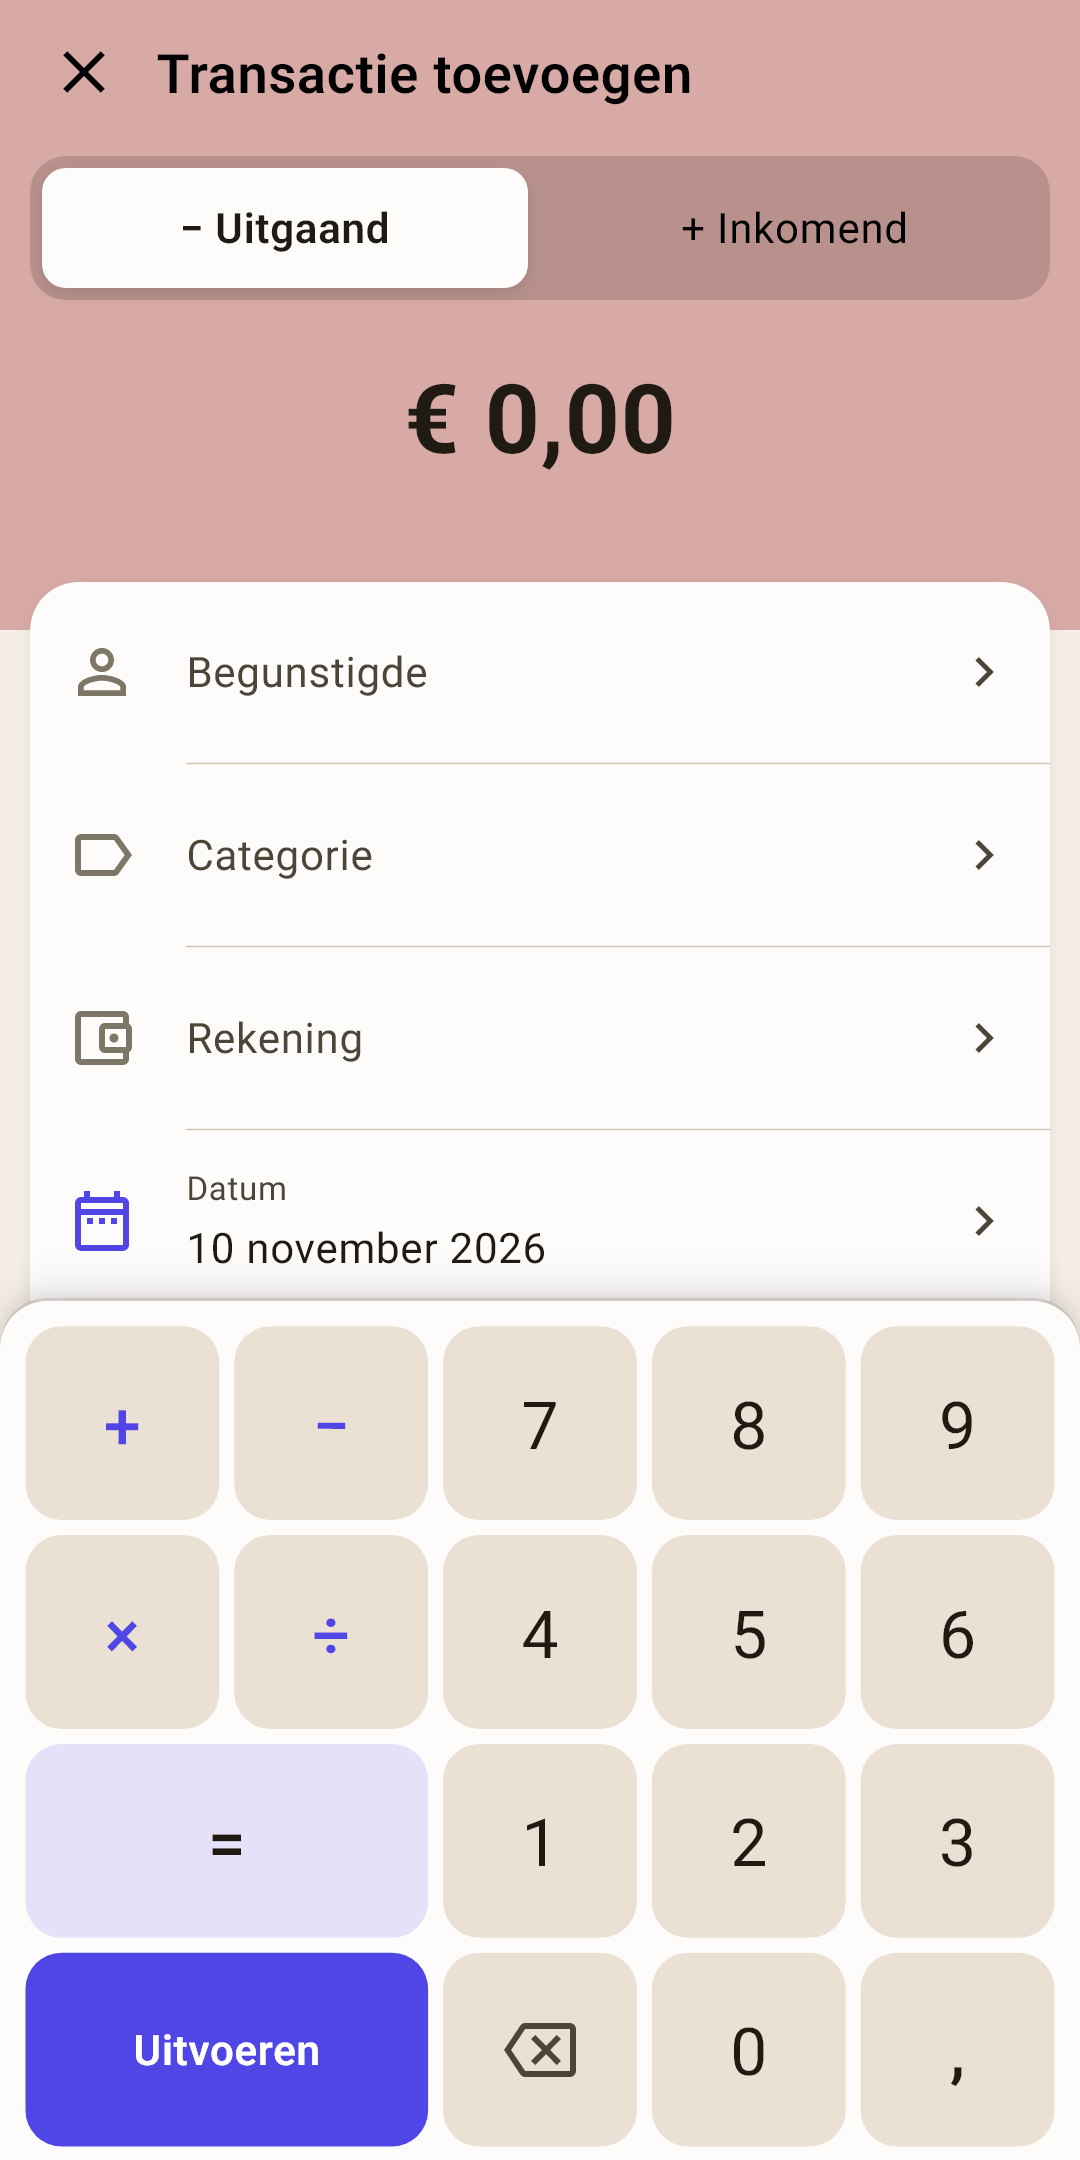 Transactie toevoegen
− Uitgaand
+ Inkomend
€ 0,00
Begunstigde
Categorie
Rekening
Datum
10 november 2026
+ − 7 8 9
× ÷ 4 5 6
= 1 2 3
Uitvoeren 0 ,